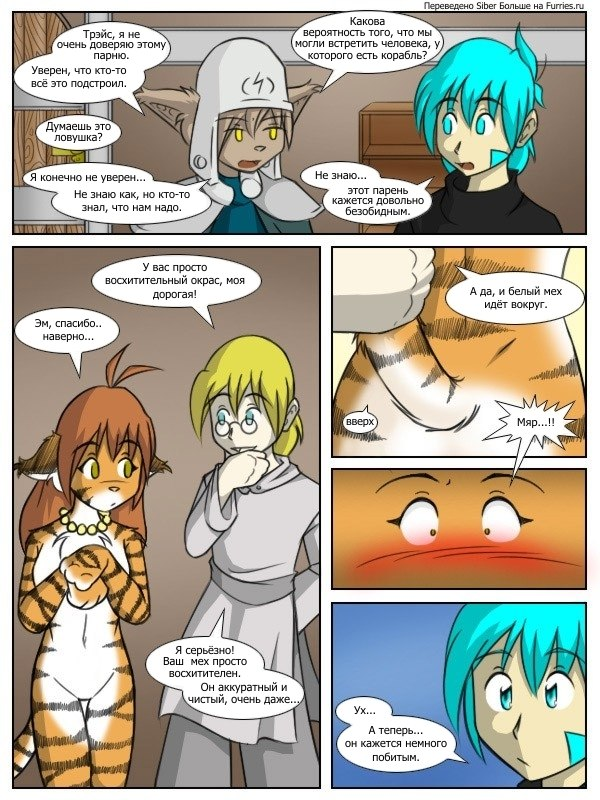 Переведено Siber Больше на Furries.ru
Трэйс, я не
очень доверяю этому
парню.
Уверен, что кто-то
всё это подстроил.
Какова
вероятность того, что мы
могли встретить человека, у
которого есть корабль?
Думаешь это
ловушка?
Я конечно не уверен...
Не знаю как, но кто-то
знал, что нам надо.
Не знаю...
этот парень
кажется довольно
безобидным.
У вас просто
восхитительный окрас, моя
дорогая!
Эм, спасибо..
наверно...
Я серьёзно!
Ваш мех просто
восхитителен.
Он аккуратный и
чистый, очень даже...
А да, и белый мех
идёт вокруг.
вверх
Мяр...!!
Ух...
А теперь...
он кажется немного
побитым.